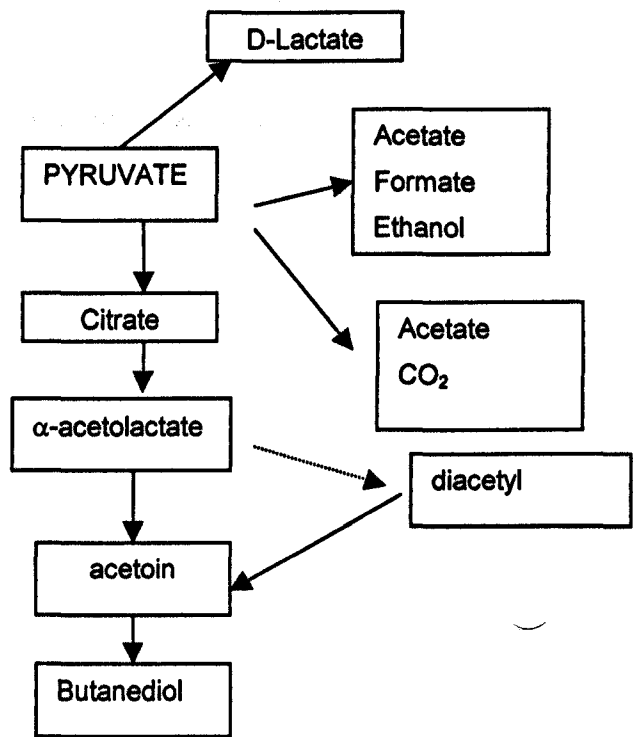 D-Lactate
PYRUVATE
Acetate
Formate
Ethanol
Citrate
Acetate
CO₂
α-acetolactate
diacetyl
acetoin
Butanediol